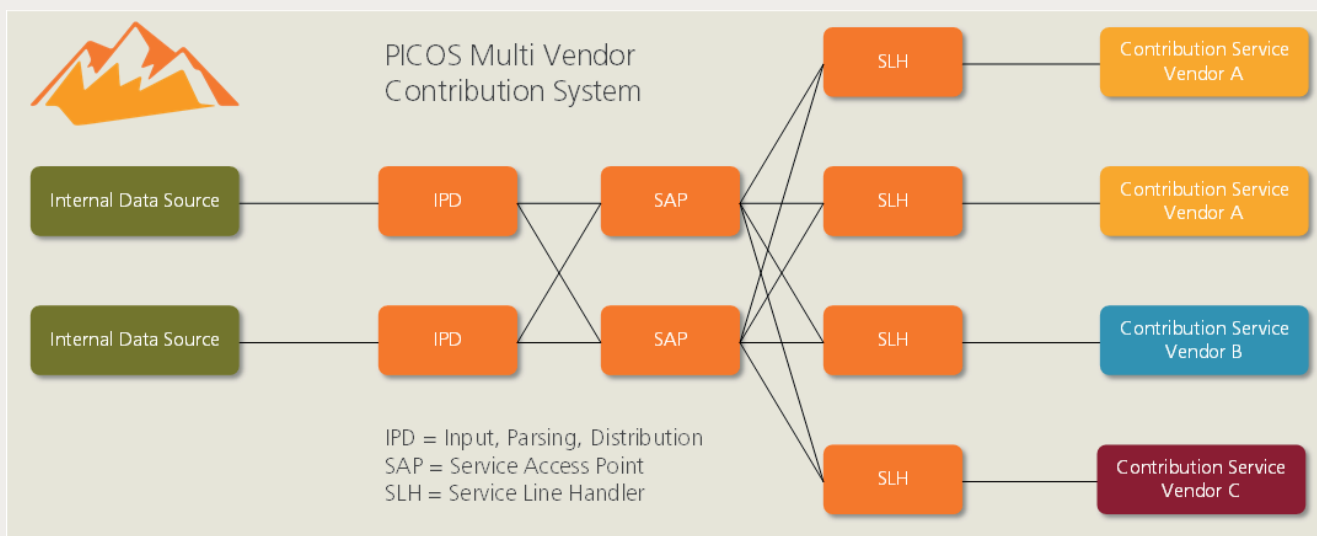 PICOS Multi Vendor
Contribution System
SLH
Contribution Service
Vendor A
Internal Data Source
IPD
SAP
SLH
Contribution Service
Vendor A
Internal Data Source
IPD
SAP
SLH
Contribution Service
Vendor B
IPD = Input, Parsing, Distribution
SAP = Service Access Point
SLH = Service Line Handler
SLH
Contribution Service
Vendor C